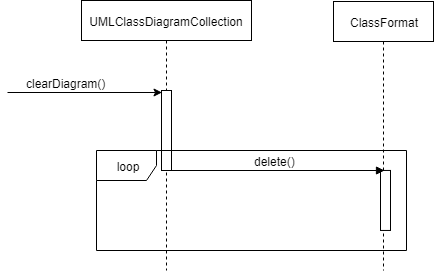 UMLClassDiagramCollection
ClassFormat
clearDiagram()
loop
delete()